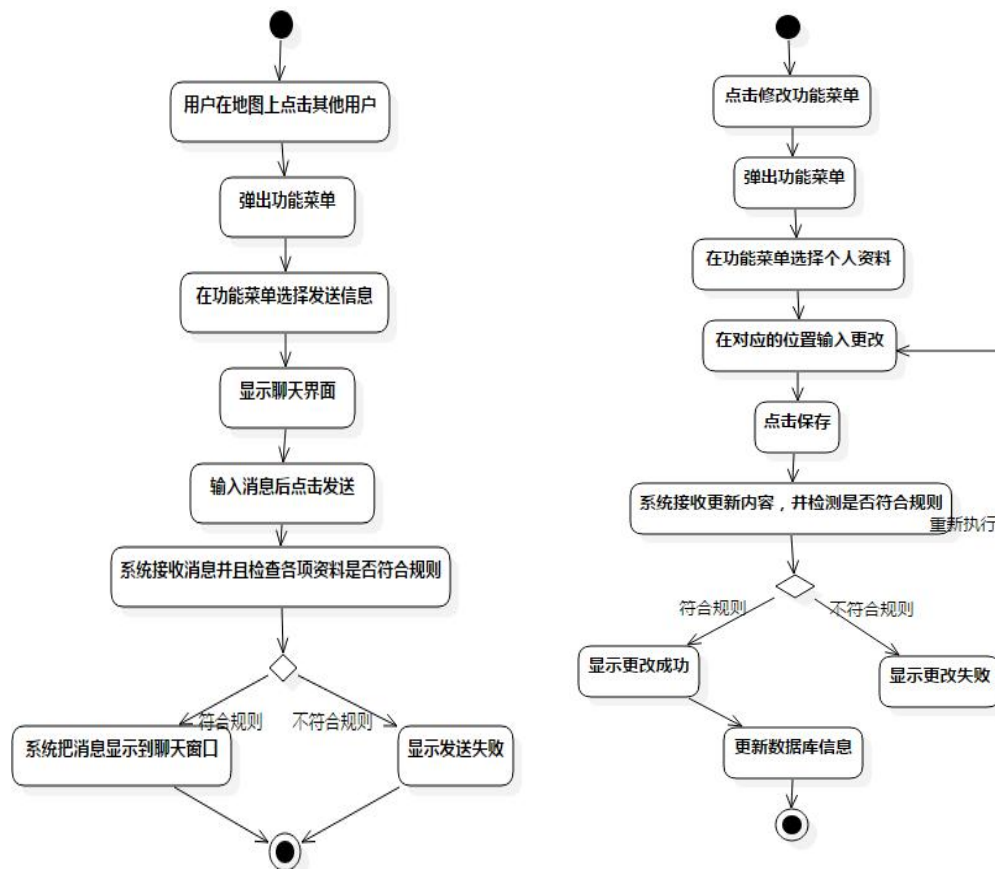 用户在地图上点击其他用户
弹出功能菜单
在功能菜单选择发送信息
显示聊天界面
输入消息后点击发送
系统接收消息并且检查各项资料是否符合规则
符合规则
不符合规则
系统把消息显示到聊天窗口
显示发送失败
点击修改功能菜单
弹出功能菜单
在功能菜单选择个人资料
在对应的位置输入更改
点击保存
系统接收更新内容，并检测是否符合规则
重新执行
符合规则
不符合规则
显示更改成功
显示更改失败
更新数据库信息